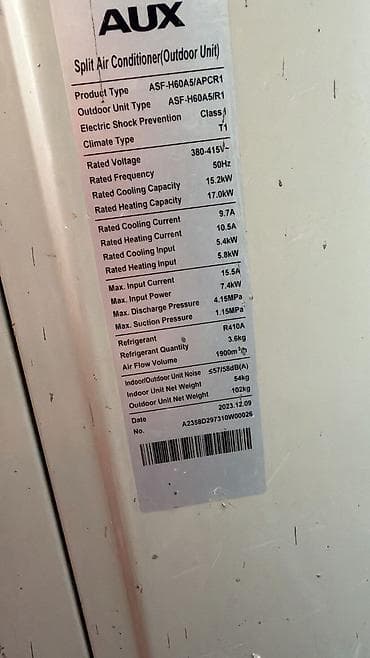 AUX
Split Air Conditioner(Outdoor Unit)
Product Type ASF-H60A5/APCR1
Outdoor Unit Type ASF-H60A5/R1
Electric Shock Prevention Class I
Climate Type T1
Rated Voltage 380-415V~
Rated Frequency 50Hz
Rated Cooling Capacity 15.2kW
Rated Heating Capacity 17.0kW
Rated Cooling Current 9.7A
Rated Heating Current 10.5A
Rated Cooling Input 5.4kW
Rated Heating Input 5.8kW
Max. Input Current 15.5A
Max. Input Power 7.4kW
Max. Discharge Pressure 4.15MPa
Max. Suction Pressure 1.15MPa
Refrigerant R410A
Refrigerant Quantity 3.6kg
Air Flow Volume 1900m³/h
Indoor/Outdoor Unit Noise ≤57/58dB(A)
Indoor Unit Net Weight 54kg
Outdoor Unit Net Weight 102kg
Date 2023.12.09
No. A2358D297310W00026